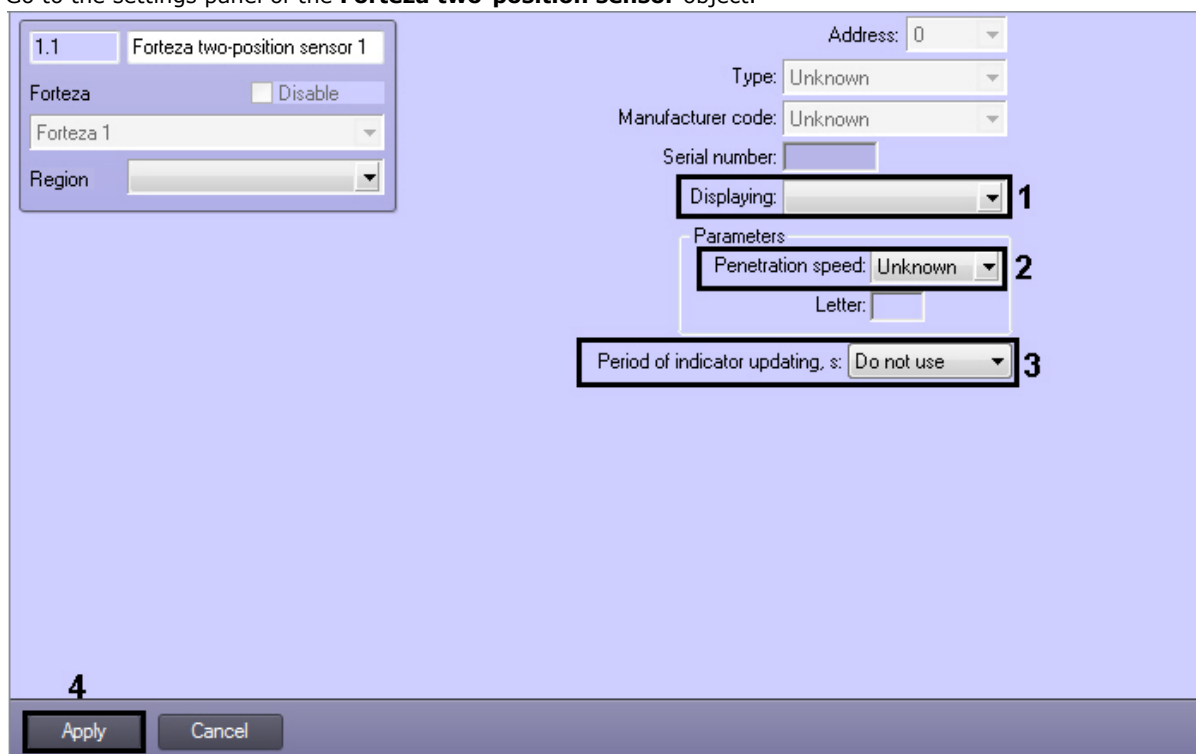 Go to the settings panel of the Forteza two-position sensor object.
1.1 Forteza two-position sensor 1
Forteza Disable
Forteza 1
Region
Address: 0
Type: Unknown
Manufacturer code: Unknown
Serial number:
Displaying: 1
Parameters
Penetration speed: Unknown 2
Letter:
Period of indicator updating, s: Do not use 3
4
Apply Cancel